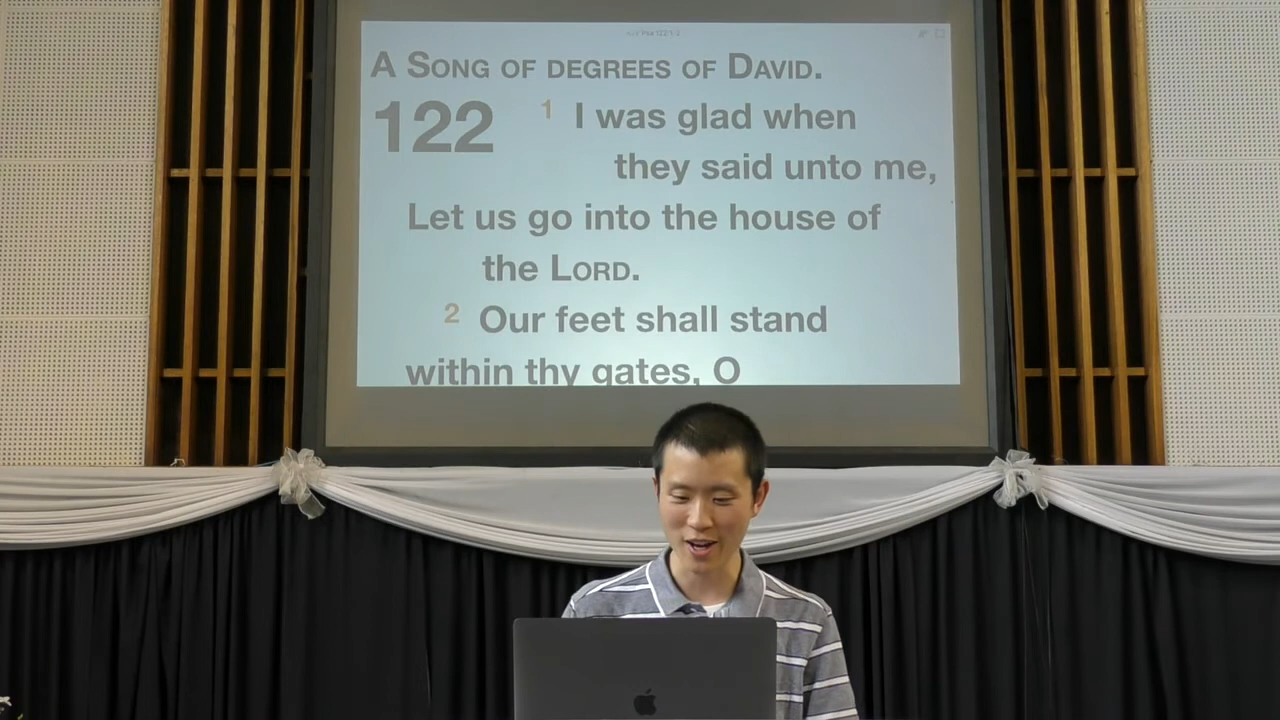 A SONG OF DEGREES OF DAVID.
122 1 I was glad when
they said unto me,
Let us go into the house of
the LORD.
2 Our feet shall stand
within thy gates, O